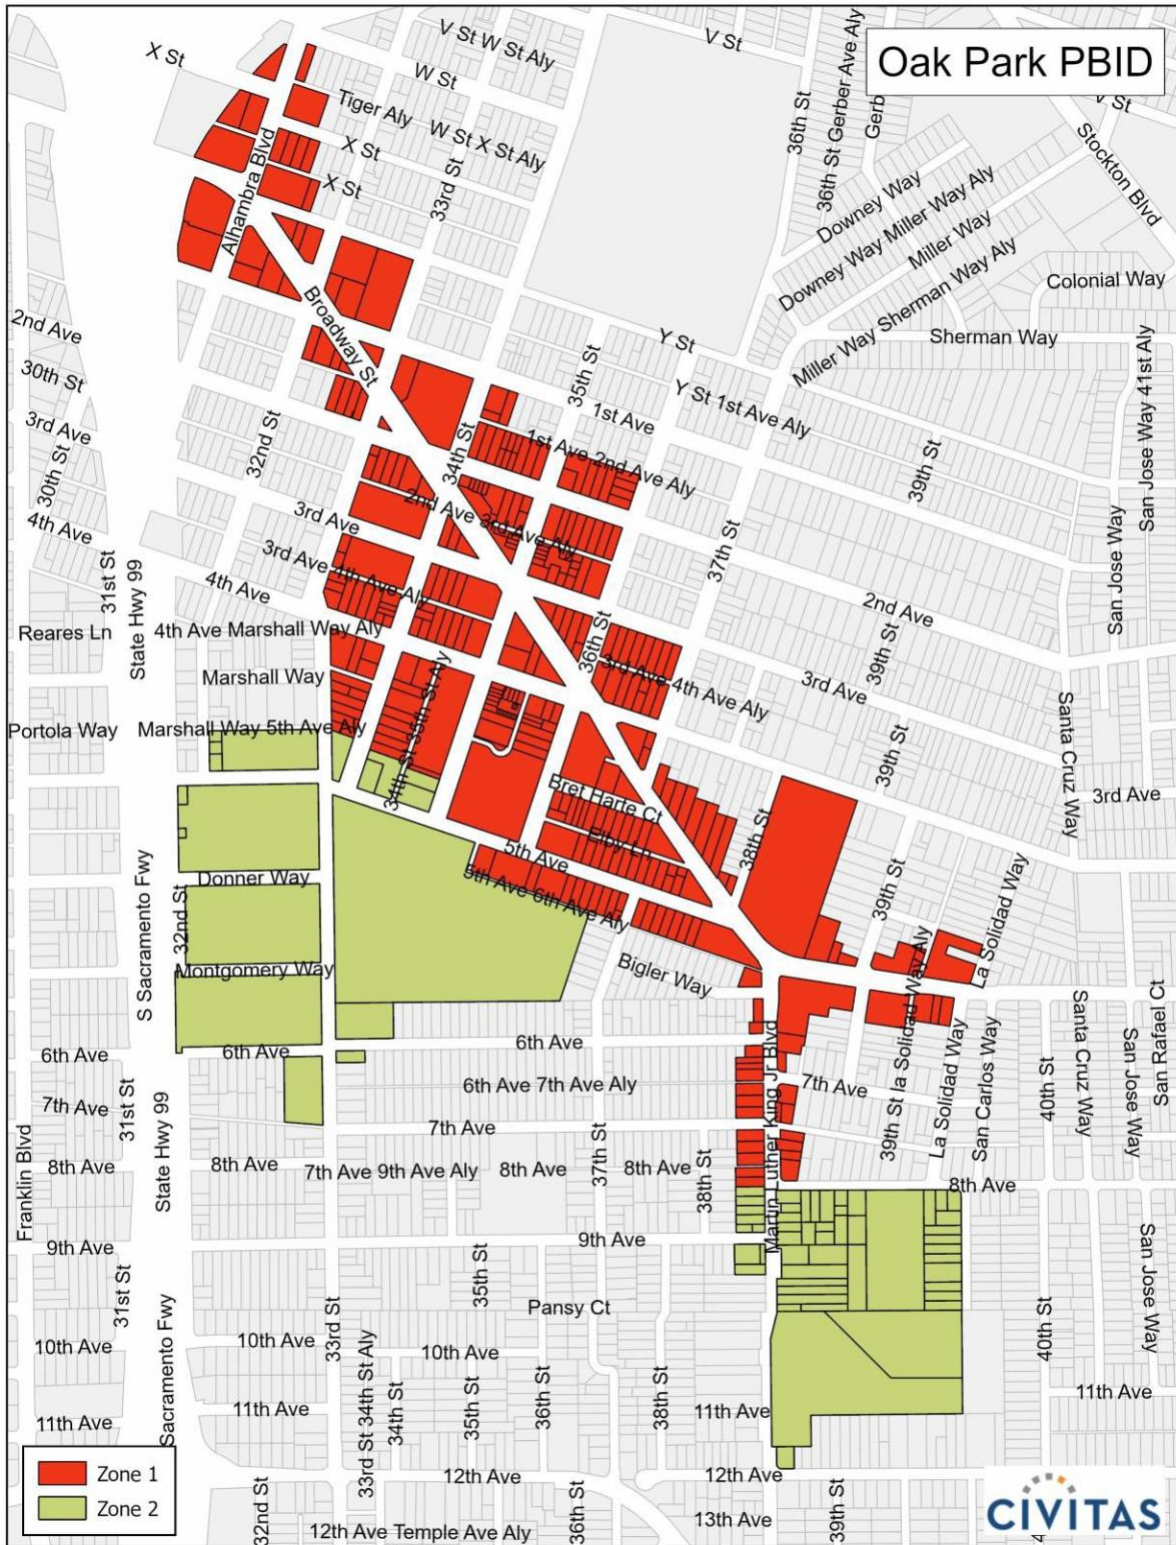 Oak Park PBID
X St
V St W St Aly
V St
W St
Tiger Aly
W St X St Aly
X St
X St
33rd St
Alhambra Blvd
36th St
36th St Gerber Ave Aly
Gerb
V St
Stockton Blvd
Downey Way
Downey Way Miller Way Aly
Miller Way
Miller Way Sherman Way Aly
Colonial Way
Sherman Way
San Jose Way 41st Aly
2nd Ave
30th St
3rd Ave
30th St
4th Ave
Broadway St
Y St
Y St 1st Ave Aly
35th St
1st Ave
1st Ave 2nd Ave Aly
32nd St
34th St
39th St
2nd Ave 3rd Ave Aly
3rd Ave
3rd Ave 4th Ave Aly
4th Ave
37th St
San Jose Way
31st St
State Hwy 99
Reares Ln
4th Ave Marshall Way Aly
36th St
2nd Ave
39th St
3rd Ave 4th Ave Aly
3rd Ave
Marshall Way
34th St 35th St Aly
Portola Way
Marshall Way 5th Ave Aly
39th St
Santa Cruz Way
3rd Ave
Bret Harte Ct
Elby Ln
38th St
5th Ave
5th Ave 6th Ave Aly
Donner Way
32nd St
S Sacramento Fwy
39th St
La Solidad Way
Montgomery Way
Bigler Way
39th St la Solidad Way Aly
La Solidad Way
San Carlos Way
Santa Cruz Way
San Jose Way
San Rafael Ct
40th St
6th Ave
6th Ave
6th Ave
6th Ave 7th Ave Aly
Martin Luther King Jr Blvd
7th Ave
31st St
State Hwy 99
7th Ave
7th Ave
Franklin Blvd
8th Ave
8th Ave
7th Ave 9th Ave Aly
8th Ave
37th St
8th Ave
38th St
8th Ave
9th Ave
9th Ave
31st St
35th St
Pansy Ct
San Jose Way
Sacramento Fwy
33rd St
10th Ave
10th Ave
10th Ave
33rd St 34th St Aly
34th St
35th St
36th St
38th St
40th St
11th Ave
11th Ave
11th Ave
11th Ave
12th Ave
12th Ave
32nd St
12th Ave Temple Ave Aly
36th St
13th Ave
39th St
Zone 1
Zone 2
CIVITAS